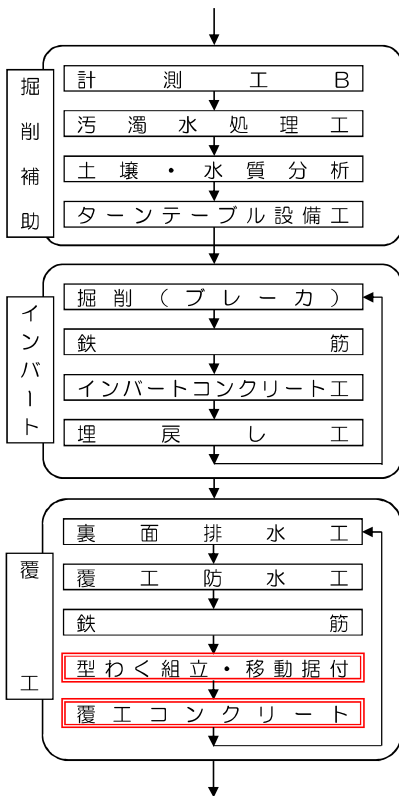 掘削補助
計測工B
汚濁水処理工
土壌・水質分析
ターンテーブル設備工
インバート
掘削(ブレーカ)
鉄筋
インバートコンクリート工
埋戻し工
覆工
裏面排水工
覆工防水工
鉄筋
型わく組立・移動据付
覆工コンクリート